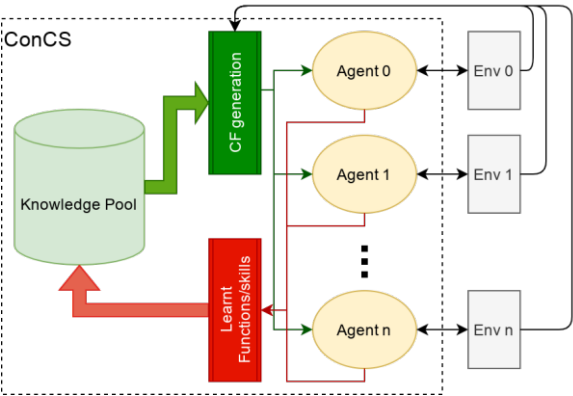 ConCS
CF generation
Agent 0
Env 0
Knowledge Pool
Agent 1
Env 1
Learnt
Functions/skills
Agent n
Env n